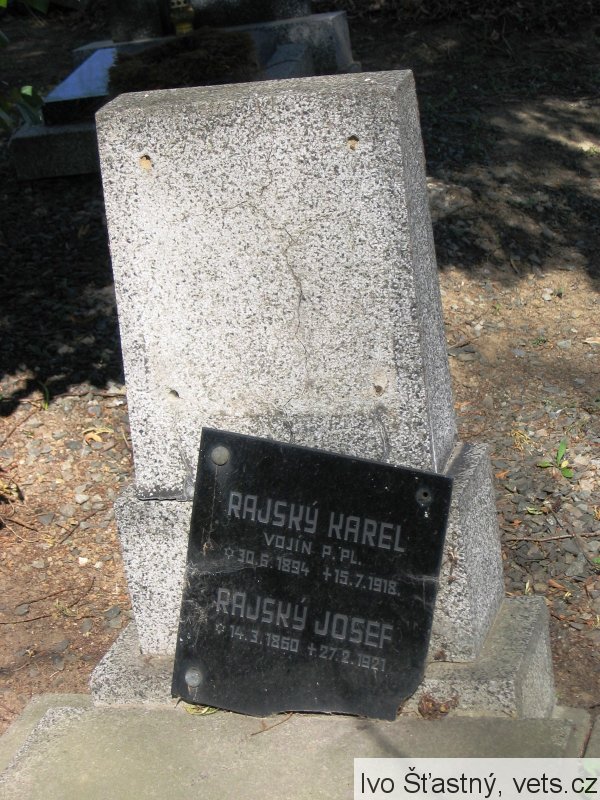 RAJSKÝ KAREL
VOJÍN P. PL.
☆30.6.1894 +15.7.1918.
RAJSKÝ JOSEF
☆14.3.1860 +27.2.1921
Ivo Šťastný, vets.cz